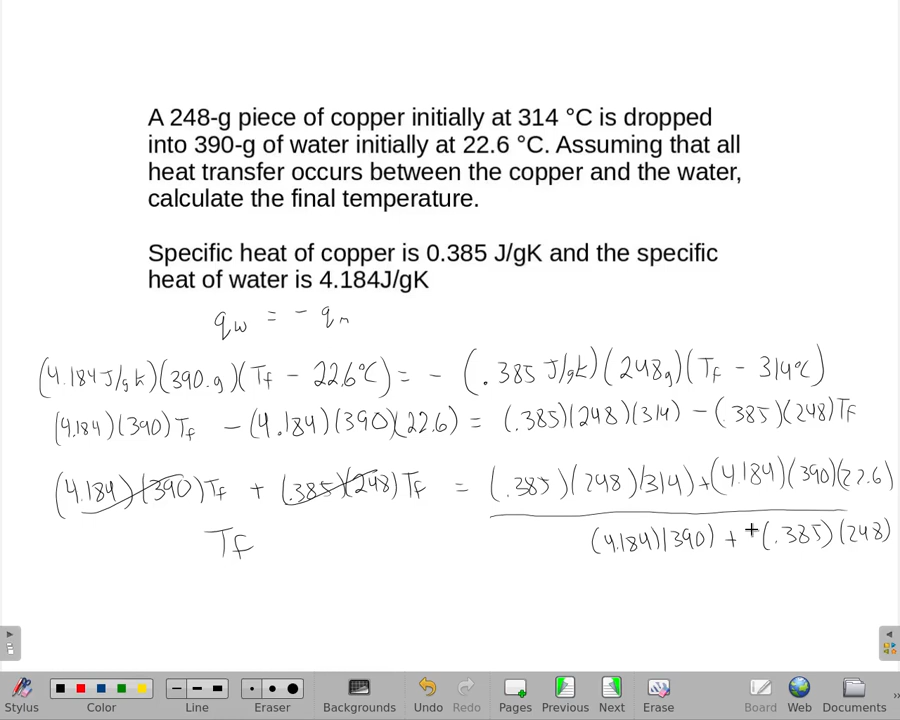 A 248-g piece of copper initially at 314 °C is dropped
into 390-g of water initially at 22.6 °C. Assuming that all
heat transfer occurs between the copper and the water,
calculate the final temperature.
Specific heat of copper is 0.385 J/gK and the specific
heat of water is 4.184J/gK
qw = - qm
(4.184 J/gK)(390.g)(Tf - 22.6°C) = - (.385 J/gK)(248g)(Tf - 314°C)
(4.184)(390)Tf - (4.184)(390)(22.6) = (.385)(248)(314) - (.385)(248)Tf
(4.184)(390)Tf + (.385)(248)Tf = (.385)(248)(314)+(4.184)(390)(22.6)
Tf (4.184)(390) + (.385)(248)
Stylus Color Line Eraser Backgrounds Undo Redo Pages Previous Next Erase Board Web Documents